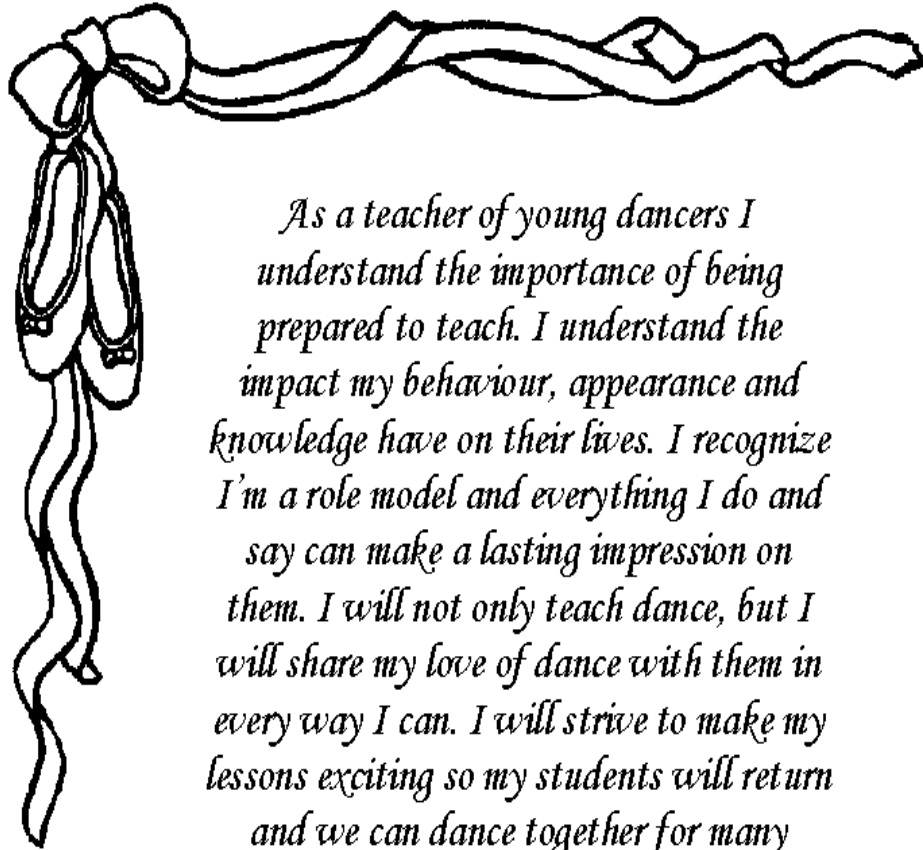 As a teacher of young dancers I
understand the importance of being
prepared to teach. I understand the
impact my behaviour, appearance and
knowledge have on their lives. I recognize
I'm a role model and everything I do and
say can make a lasting impression on
them. I will not only teach dance, but I
will share my love of dance with them in
every way I can. I will strive to make my
lessons exciting so my students will return
and we can dance together for many